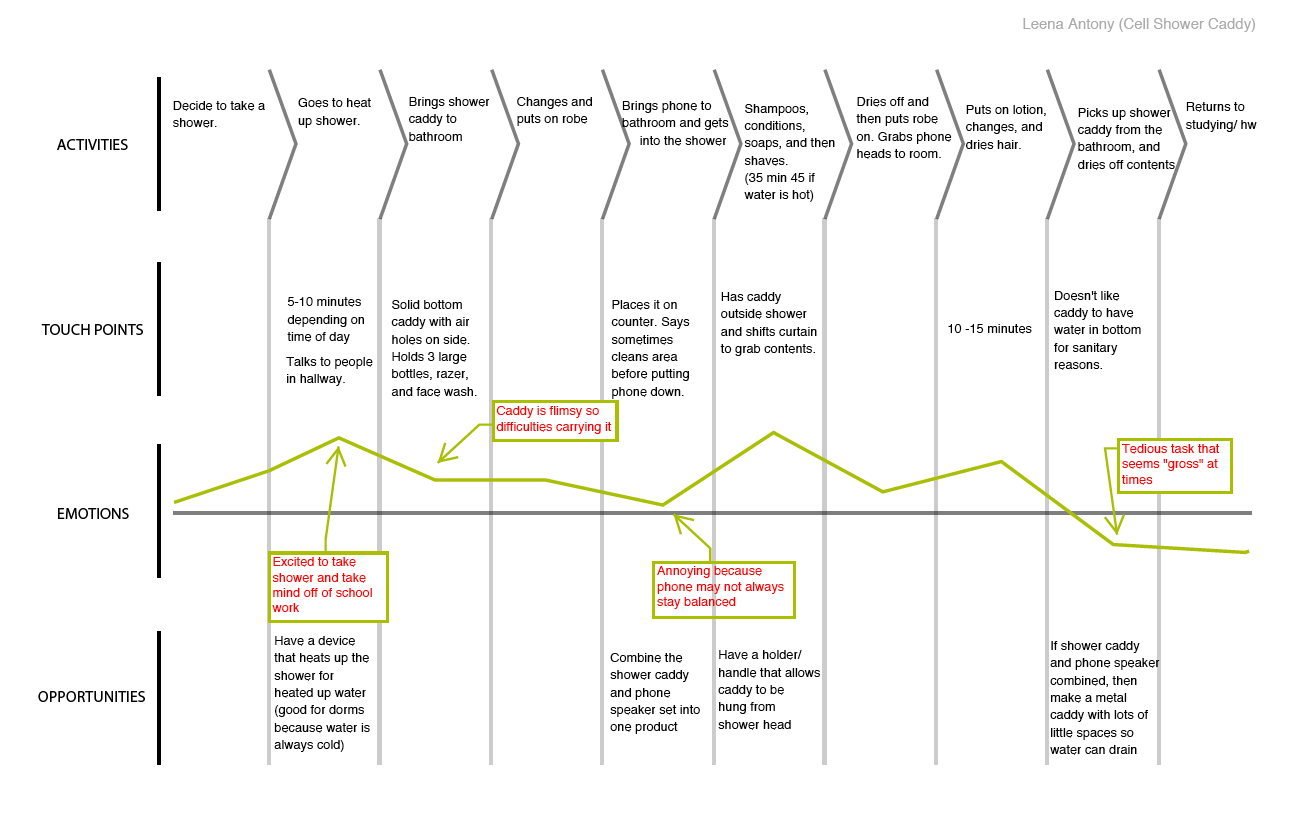 Leena Antony (Cell Shower Caddy)
ACTIVITIES
Decide to take a
shower.
Goes to heat
up shower.
Brings shower
caddy to
bathroom
Changes and
puts on robe
Brings phone to
bathroom and gets
into the shower
Shampoos,
conditions,
soaps, and then
shaves.
(35 min 45 if
water is hot)
Dries off and
then puts robe
on. Grabs phone
heads to room.
Puts on lotion,
changes, and
dries hair.
Picks up shower
caddy from the
bathroom, and
dries off contents
Returns to
studying/ hw
TOUCH POINTS
5-10 minutes
depending on
time of day
Talks to people
in hallway.
Solid bottom
caddy with air
holes on side.
Holds 3 large
bottles, razer,
and face wash.
Places it on
counter. Says
sometimes
cleans area
before putting
phone down.
Has caddy
outside shower
and shifts curtain
to grab contents.
10 -15 minutes
Doesn't like
caddy to have
water in bottom
for sanitary
reasons.
EMOTIONS
Excited to take
shower and take
mind off of school
work
Caddy is flimsy so
difficulties carrying it
Annoying because
phone may not always
stay balanced
Tedious task that
seems "gross" at
times
OPPORTUNITIES
Have a device
that heats up the
shower for
heated up water
(good for dorms
because water is
always cold)
Combine the
shower caddy
and phone
speaker set into
one product
Have a holder/
handle that allows
caddy to be
hung from
shower head
If shower caddy
and phone speaker
combined, then
make a metal
caddy with lots of
little spaces so
water can drain